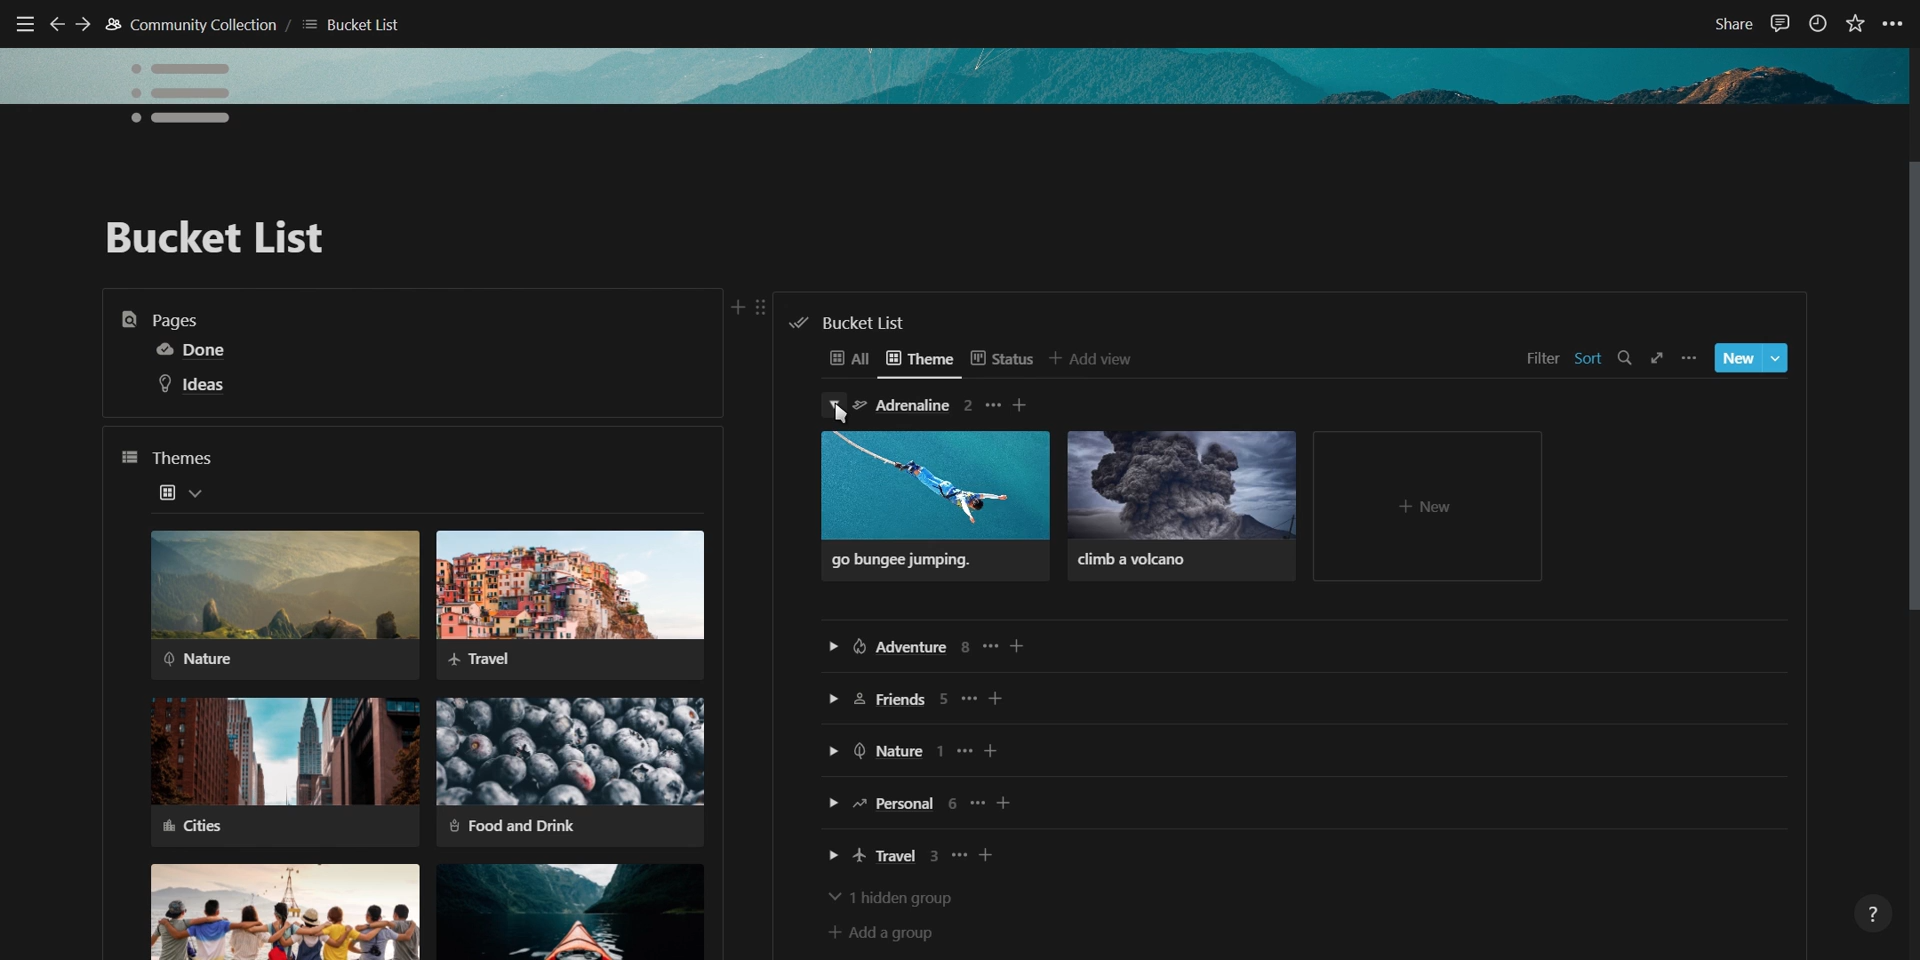 Community Collection / Bucket List
Share
Bucket List
Pages
Done
Ideas
Themes
Nature
Travel
Cities
Food and Drink
Bucket List
All Theme Status + Add view
Filter Sort New
Adrenaline 2 ... +
go bungee jumping.
climb a volcano
+ New
Adventure 8 ... +
Friends 5 ... +
Nature 1 ... +
Personal 6 ... +
Travel 3 ... +
1 hidden group
+ Add a group
?